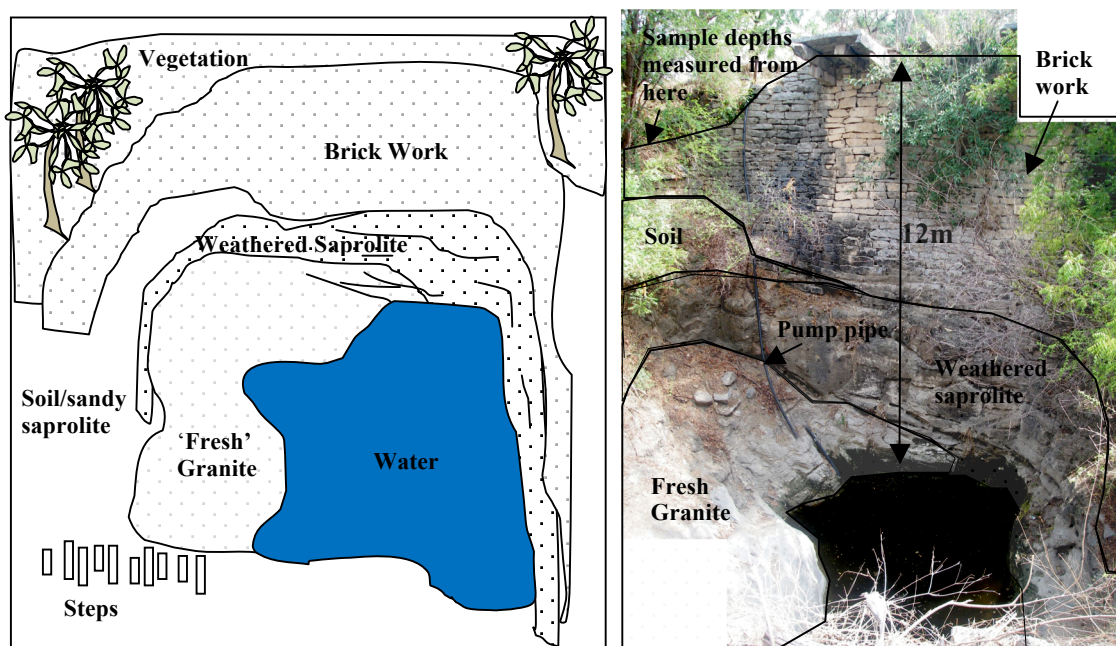 Vegetation
Brick Work
Weathered Saprolite
Soil/sandy
saprolite
‘Fresh’
Granite
Water
Steps
Sample depths
measured from
here
Brick
work
Soil
12m
Pump pipe
Weathered
saprolite
Fresh
Granite